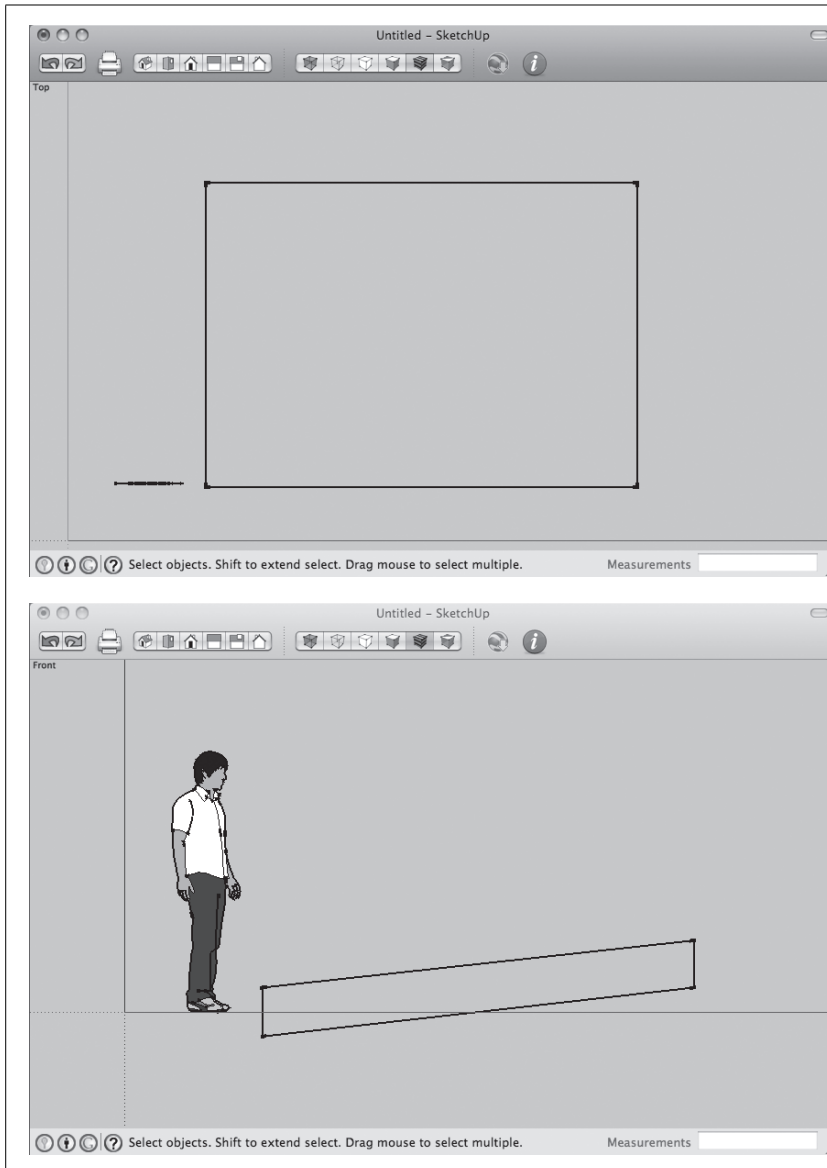 Untitled – SketchUp
Top
Select objects. Shift to extend select. Drag mouse to select multiple.
Measurements
Untitled – SketchUp
Front
Select objects. Shift to extend select. Drag mouse to select multiple.
Measurements